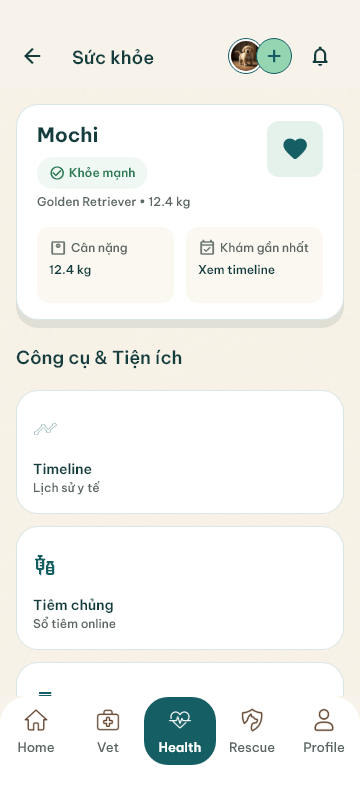 Sức khỏe
Mochi
Khỏe mạnh
Golden Retriever • 12.4 kg
Cân nặng
12.4 kg
Khám gần nhất
Xem timeline
Công cụ & Tiện ích
Timeline
Lịch sử y tế
Tiêm chủng
Sổ tiêm online
Home
Vet
Health
Rescue
Profile